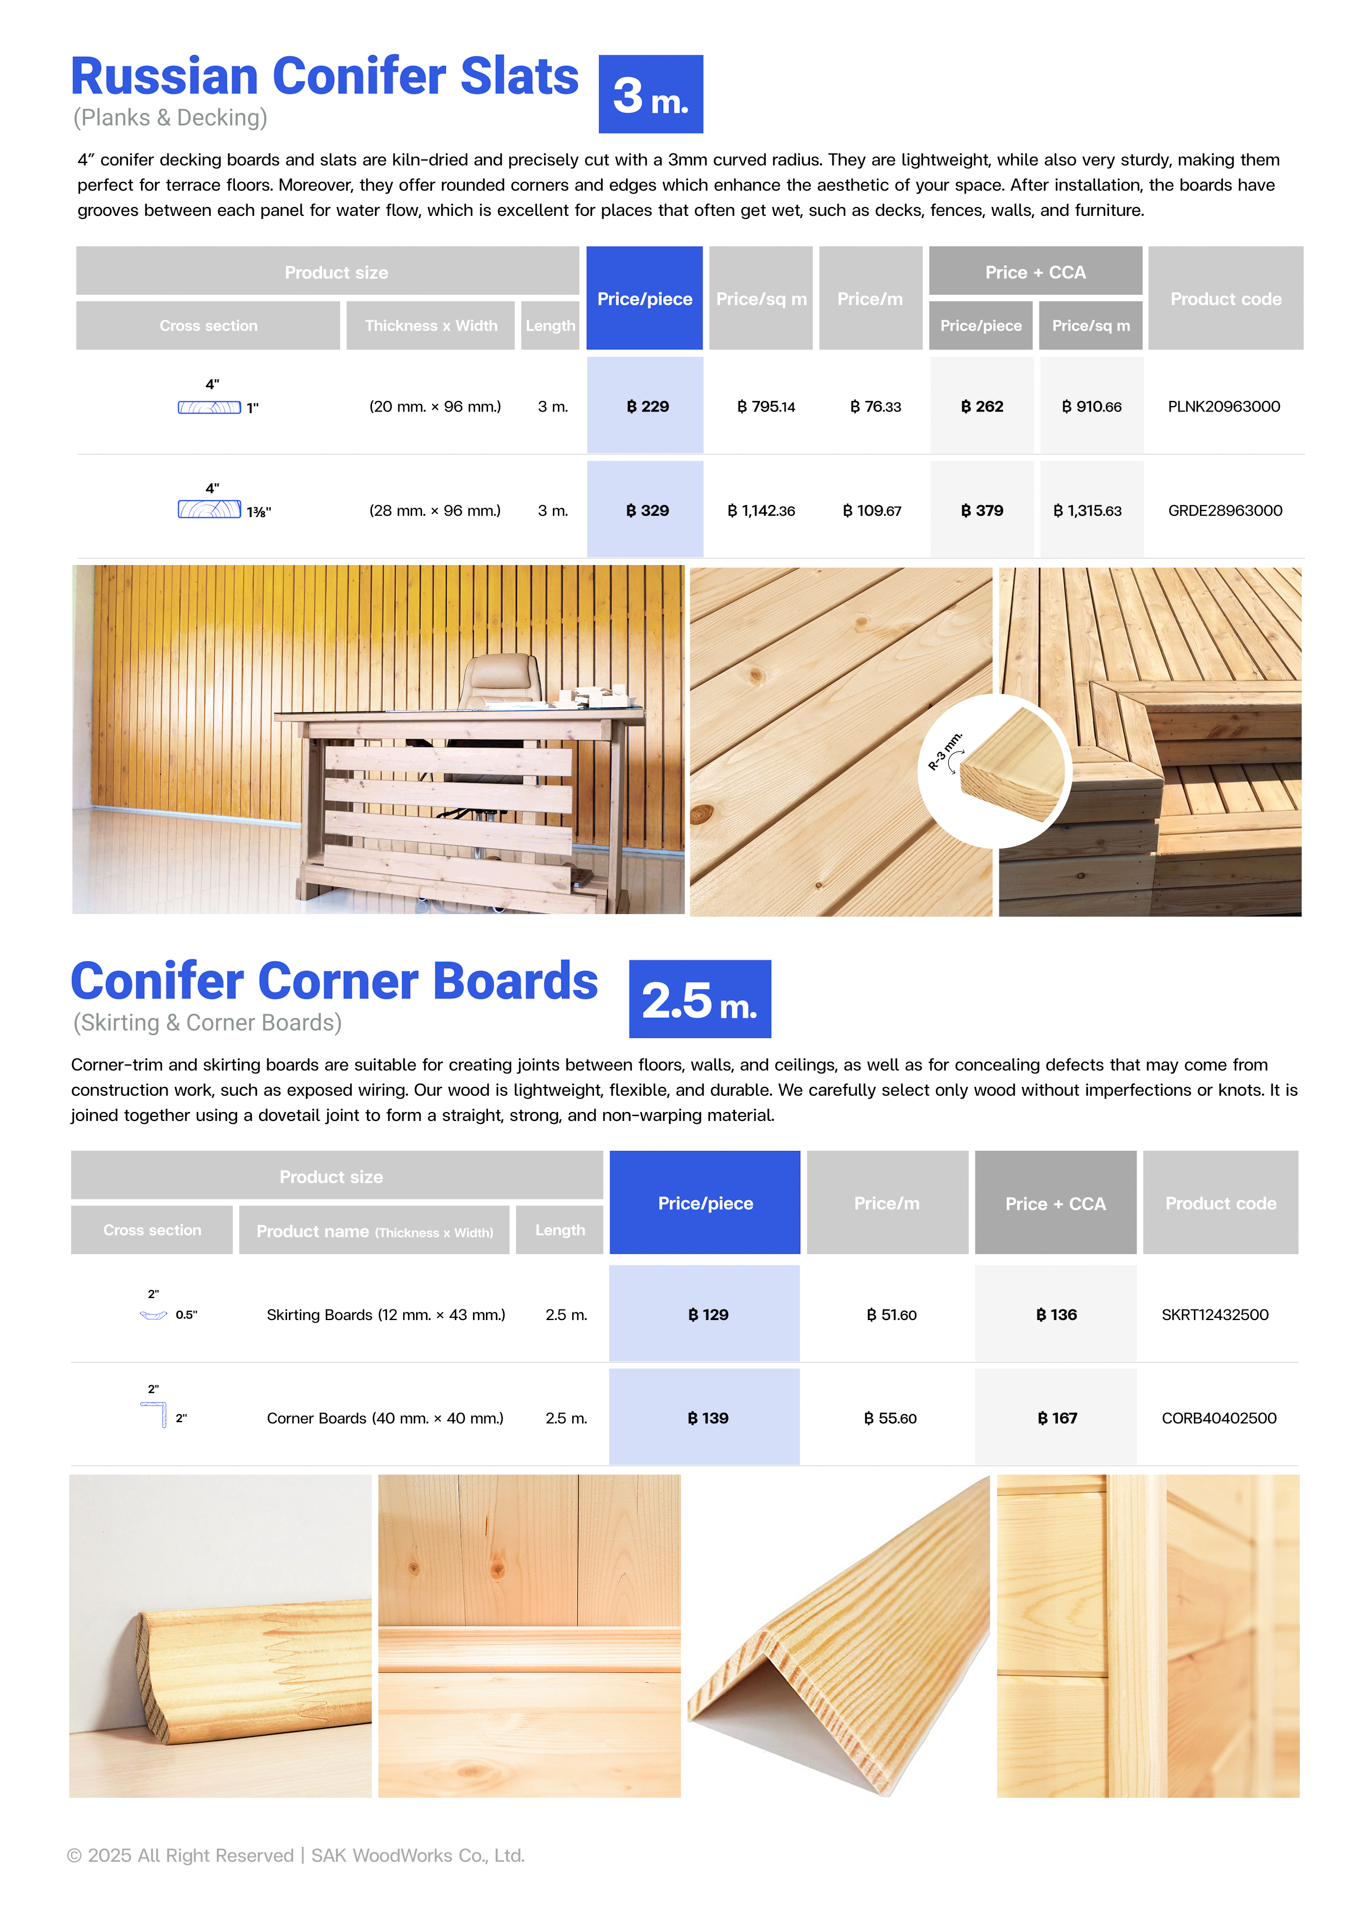 Russian Conifer Slats
3 m.
(Planks & Decking)
4” conifer decking boards and slats are kiln-dried and precisely cut with a 3mm curved radius. They are lightweight, while also very sturdy, making them
perfect for terrace floors. Moreover, they offer rounded corners and edges which enhance the aesthetic of your space. After installation, the boards have
grooves between each panel for water flow, which is excellent for places that often get wet, such as decks, fences, walls, and furniture.
Product size Price/piece Price/sq m Price/m Price + CCA Product code
Cross section Thickness x Width Length Price/piece Price/sq m
4"
1" (20 mm. × 96 mm.) 3 m. ฿ 229 ฿ 795.14 ฿ 76.33 ฿ 262 ฿ 910.66 PLNK20963000
4"
1⅜" (28 mm. × 96 mm.) 3 m. ฿ 329 ฿ 1,142.36 ฿ 109.67 ฿ 379 ฿ 1,315.63 GRDE28963000
R-3 mm.
Conifer Corner Boards
2.5 m.
(Skirting & Corner Boards)
Corner-trim and skirting boards are suitable for creating joints between floors, walls, and ceilings, as well as for concealing defects that may come from
construction work, such as exposed wiring. Our wood is lightweight, flexible, and durable. We carefully select only wood without imperfections or knots. It is
joined together using a dovetail joint to form a straight, strong, and non-warping material.
Product size Price/piece Price/m Price + CCA Product code
Cross section Product name (Thickness x Width) Length
2"
0.5" Skirting Boards (12 mm. × 43 mm.) 2.5 m. ฿ 129 ฿ 51.60 ฿ 136 SKRT12432500
2"
2" Corner Boards (40 mm. × 40 mm.) 2.5 m. ฿ 139 ฿ 55.60 ฿ 167 CORB40402500
© 2025 All Right Reserved | SAK WoodWorks Co., Ltd.